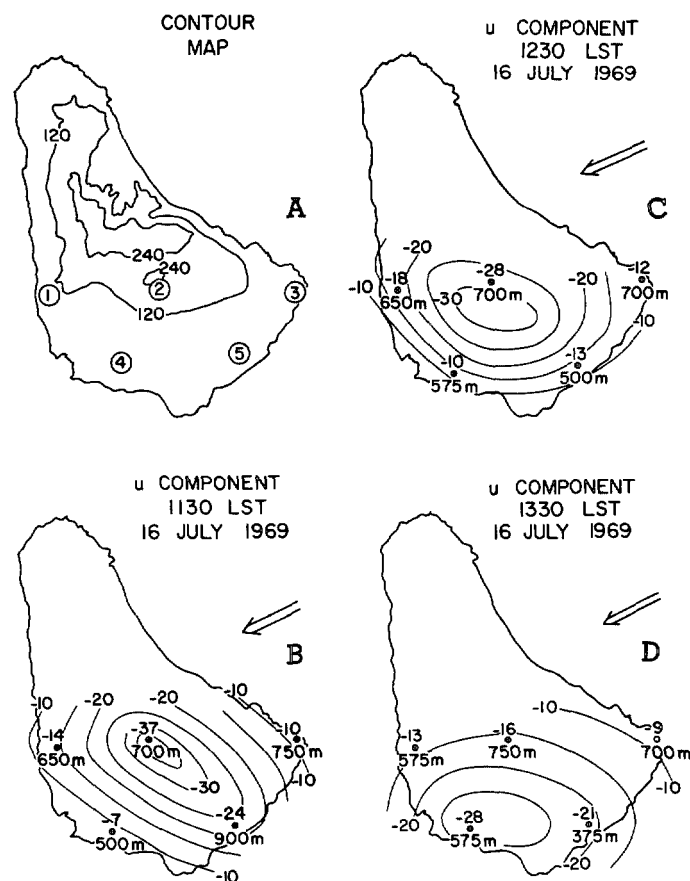 CONTOUR
MAP
120
240
240
120
1
2
3
4
5
A
u COMPONENT
1230 LST
16 JULY 1969
C
-20
-28
700m
-20
-12
700m
-18
650m
-10
-30
-10
-10
575m
-13
500m
u COMPONENT
1130 LST
16 JULY 1969
B
-10
-20
-20
-10
-14
650m
-37
700m
-10
750m
-10
-30
-7
500m
-24
900m
-10
u COMPONENT
1330 LST
16 JULY 1969
D
-10
-13
575m
-16
750m
-9
700m
-10
-20
-28
575m
-21
375m
-20